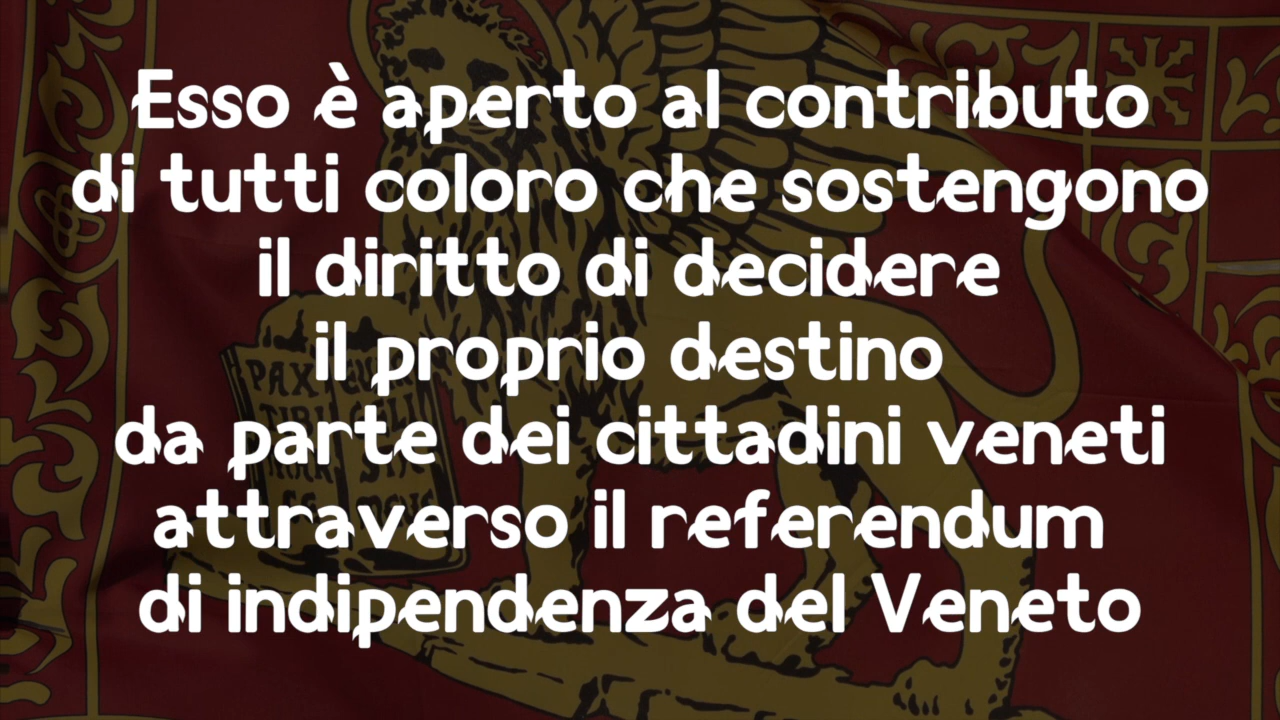 Esso è aperto al contributo
di tutti coloro che sostengono
il diritto di decidere
il proprio destino
da parte dei cittadini veneti
attraverso il referendum
di indipendenza del Veneto
PAX